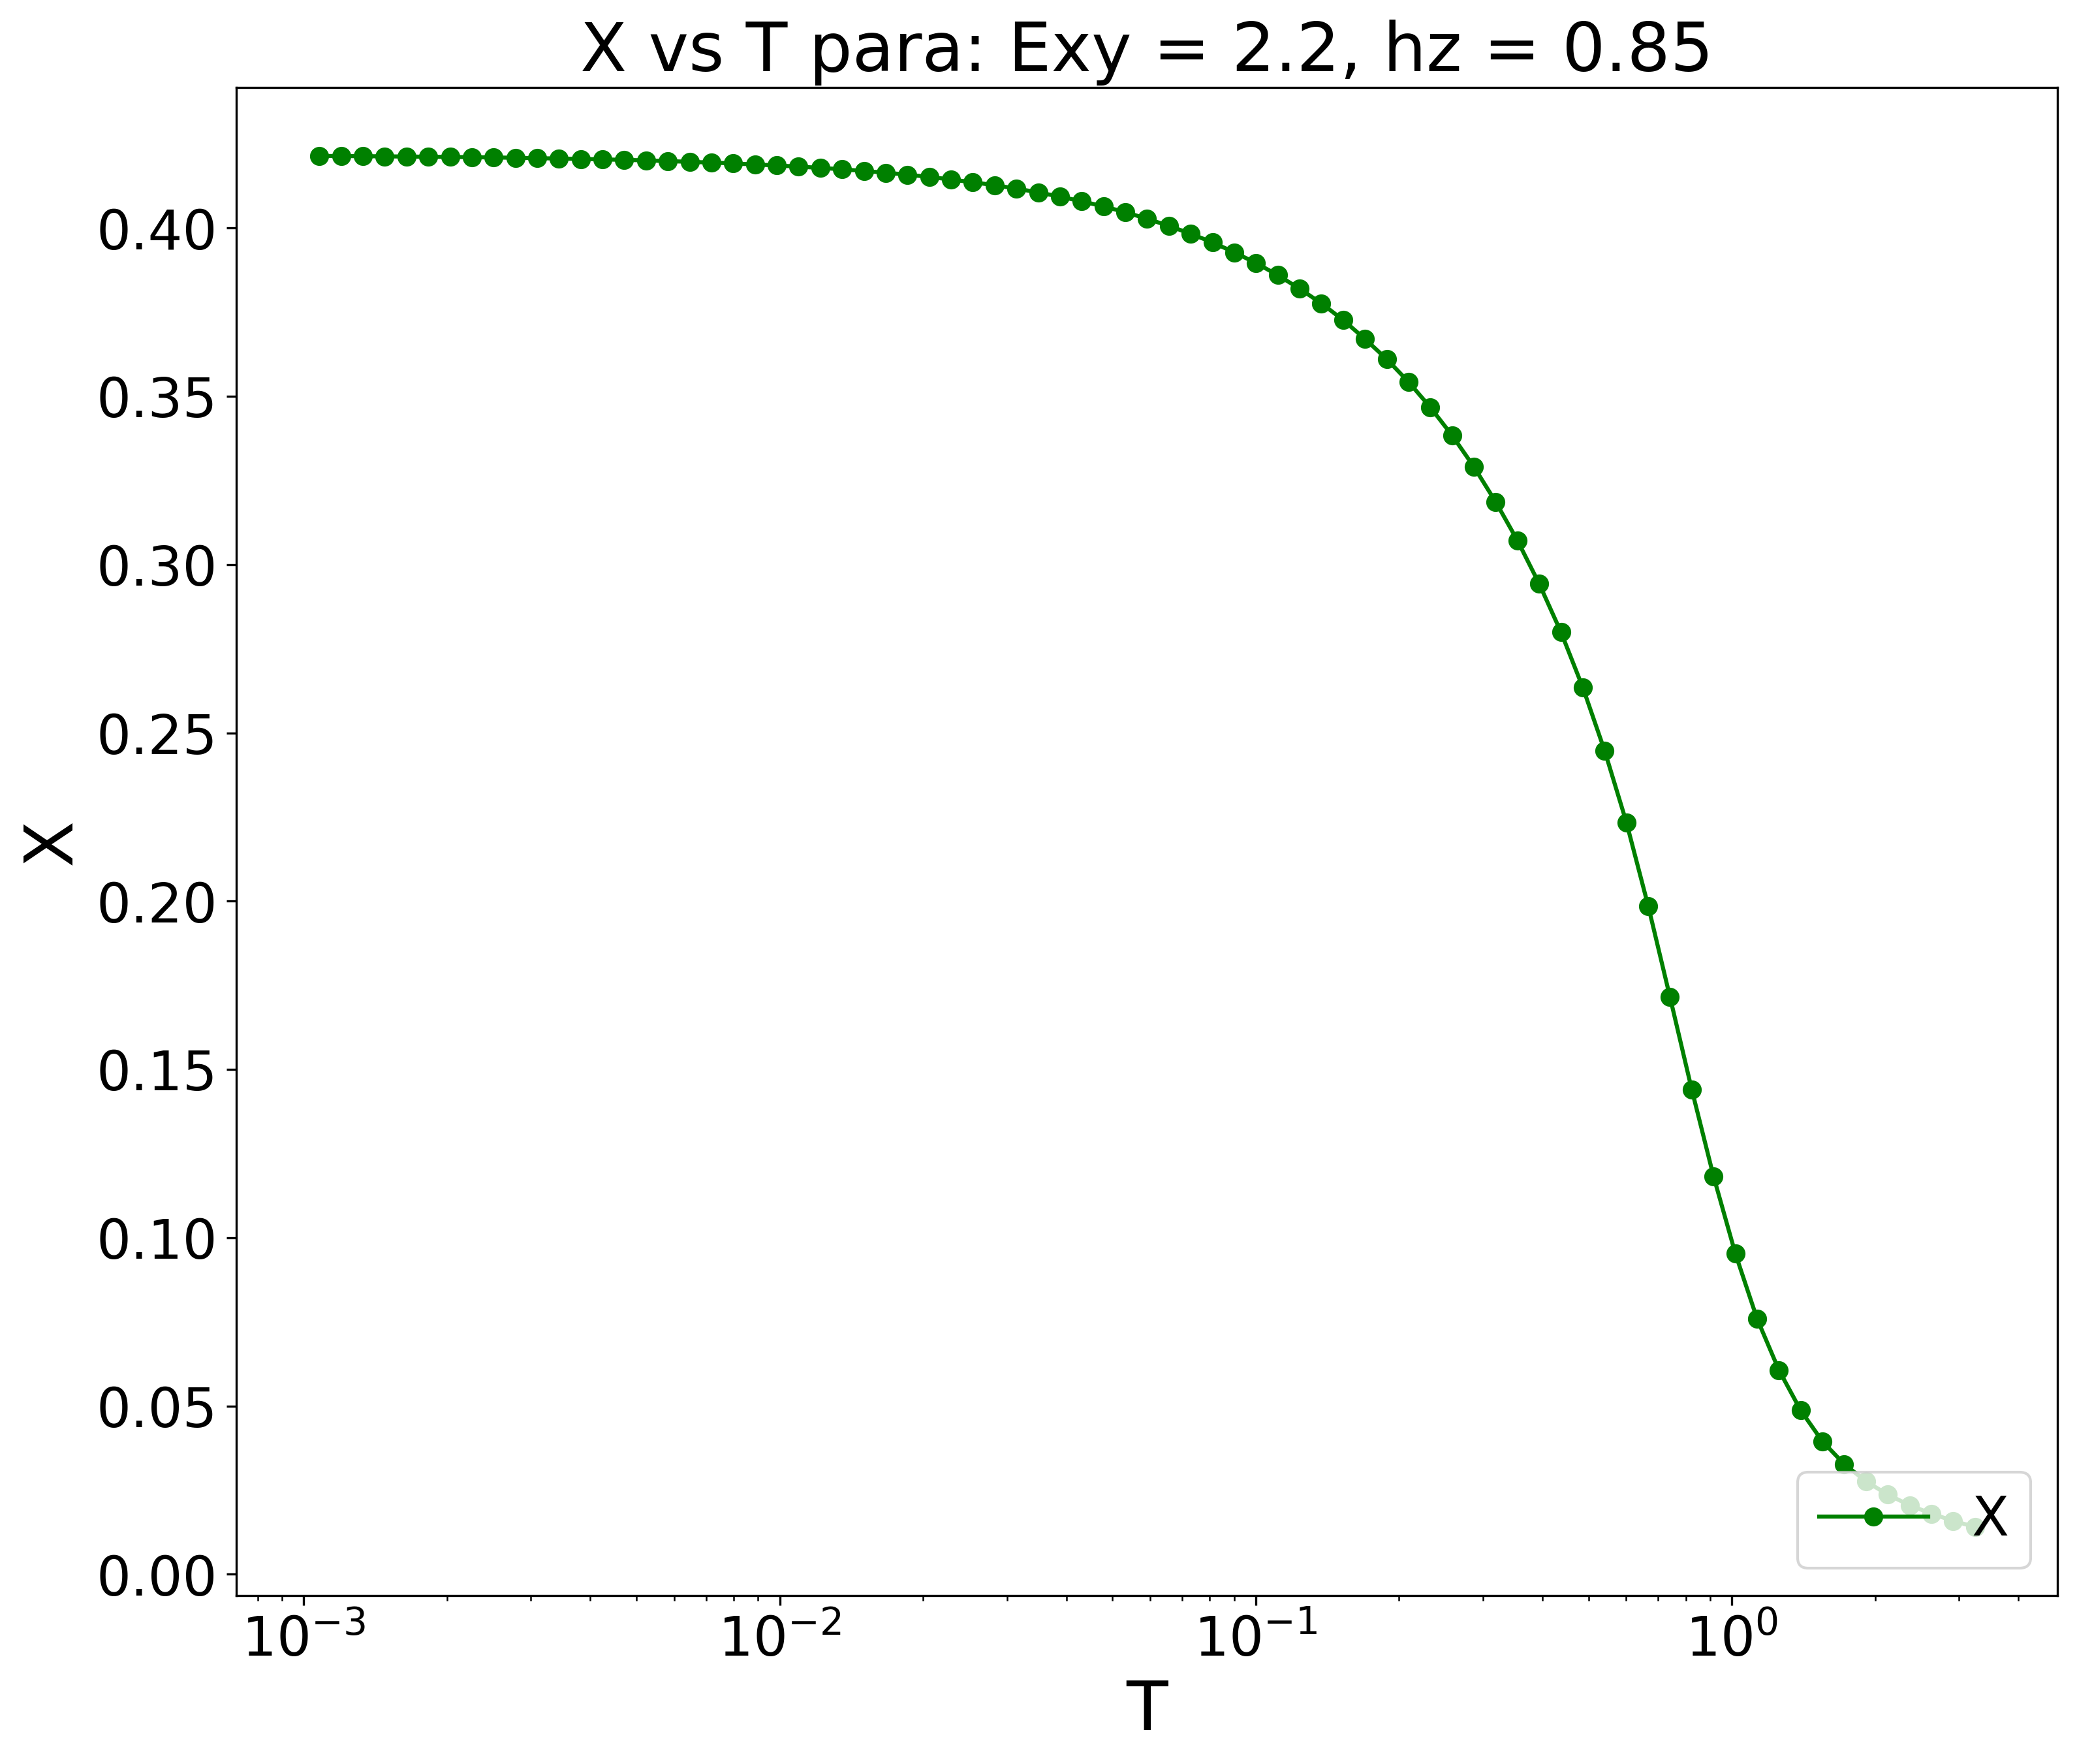 X vs T para: Exy = 2.2, hz = 0.85
X
0.40
0.35
0.30
0.25
0.20
0.15
0.10
0.05
0.00
X
10⁻³ 10⁻² 10⁻¹ 10⁰
T